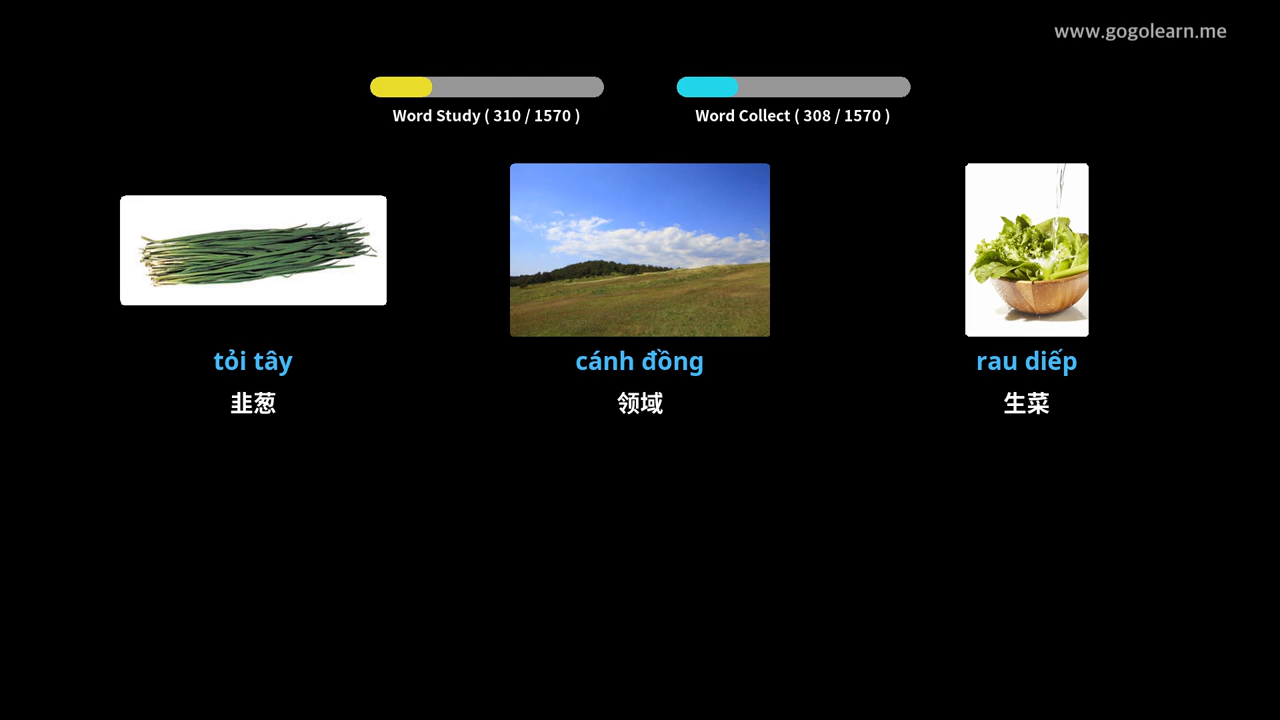 www.gogolearn.me
Word Study ( 310 / 1570 )
Word Collect ( 308 / 1570 )
tỏi tây
cánh đồng
rau diếp
韭葱
领域
生菜